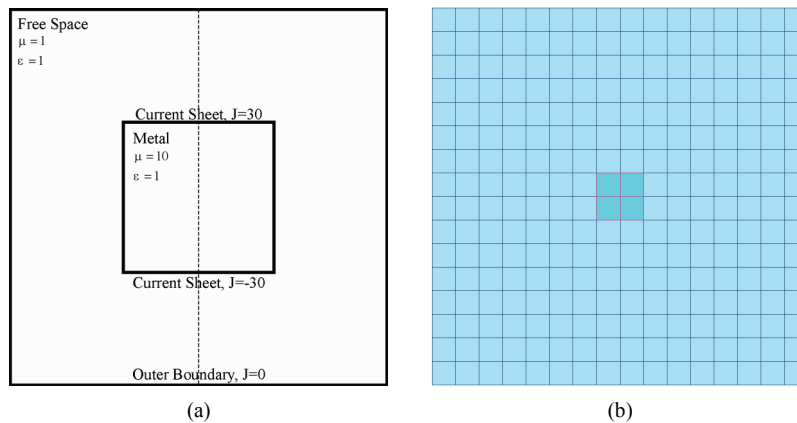 Free Space
μ = 1
ε = 1
Current Sheet, J=30
Metal
μ = 10
ε = 1
Current Sheet, J=-30
Outer Boundary, J=0
(a)
(b)